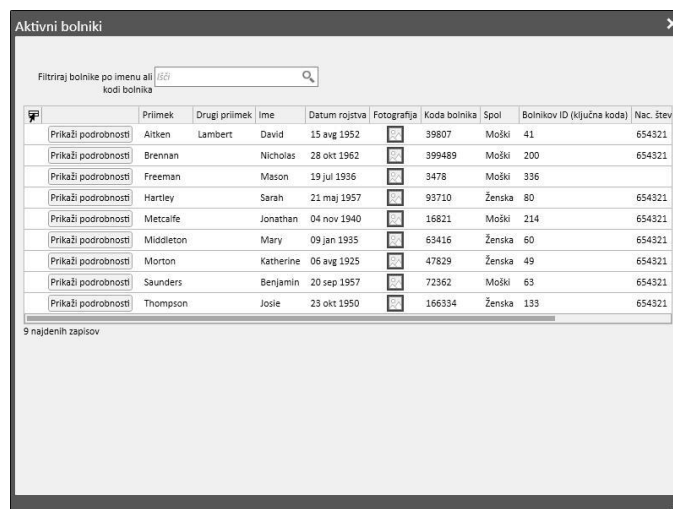 Aktivni bolniki
Filtriraj bolnike po imenu ali Išči
kodi bolnika
Priimek Drugi priimek Ime Datum rojstva Fotografija Koda bolnika Spol Bolnikov ID (ključna koda) Nac. štev
Prikaži podrobnosti Aitken Lambert David 15 avg 1952 39807 Moški 41 654321
Prikaži podrobnosti Brennan Nicholas 28 okt 1962 399489 Moški 200 654321
Prikaži podrobnosti Freeman Mason 19 jul 1936 3478 Moški 336
Prikaži podrobnosti Hartley Sarah 21 maj 1957 93710 Ženska 80 654321
Prikaži podrobnosti Metcalfe Jonathan 04 nov 1940 16821 Moški 214 654321
Prikaži podrobnosti Middleton Mary 09 jan 1935 63416 Ženska 60 654321
Prikaži podrobnosti Morton Katherine 06 avg 1925 47829 Ženska 49 654321
Prikaži podrobnosti Saunders Benjamin 20 sep 1957 72362 Moški 63 654321
Prikaži podrobnosti Thompson Josie 23 okt 1950 166334 Ženska 133 654321
9 najdenih zapisov